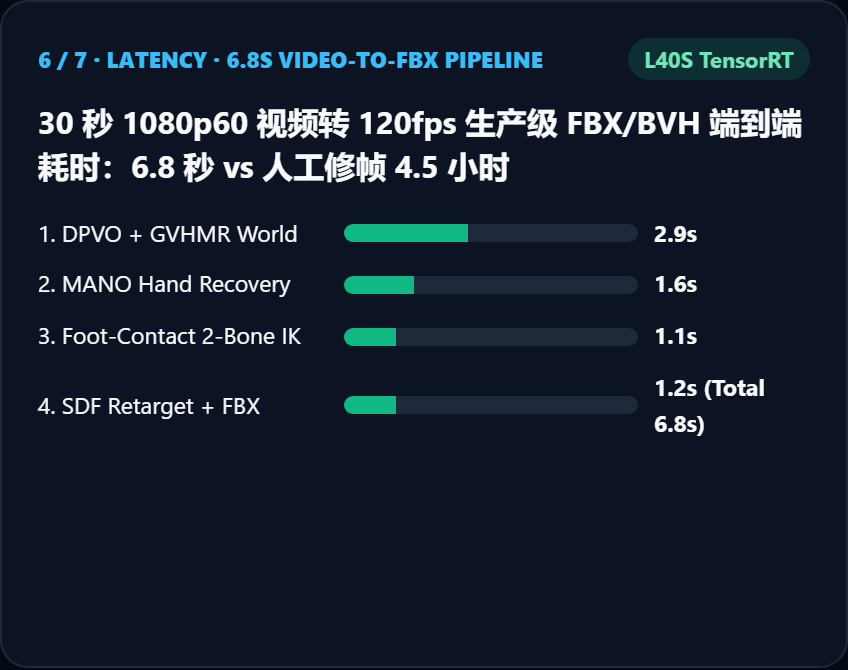 6 / 7 · LATENCY · 6.8S VIDEO-TO-FBX PIPELINE
L40S TensorRT
30 秒 1080p60 视频转 120fps 生产级 FBX/BVH 端到端
耗时：6.8 秒 vs 人工修帧 4.5 小时
1. DPVO + GVHMR World
2.9s
2. MANO Hand Recovery
1.6s
3. Foot-Contact 2-Bone IK
1.1s
4. SDF Retarget + FBX
1.2s (Total
6.8s)